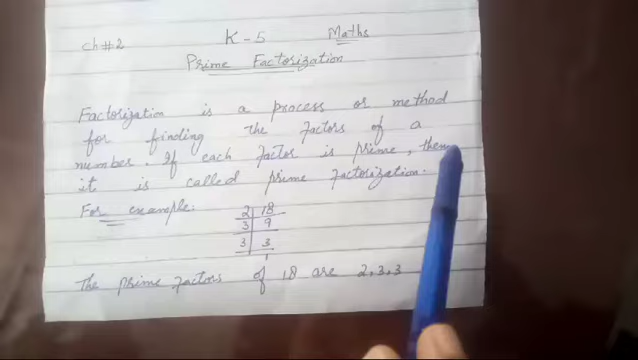 Ch#2 K-5 Maths
Prime Factorization
Factorization is a process or method
for finding the factors of a
number. If each factor is prime, then
it is called prime factorization.
For example:
2 18
3 9
3 3
1
The prime factors of 18 are 2,3,3